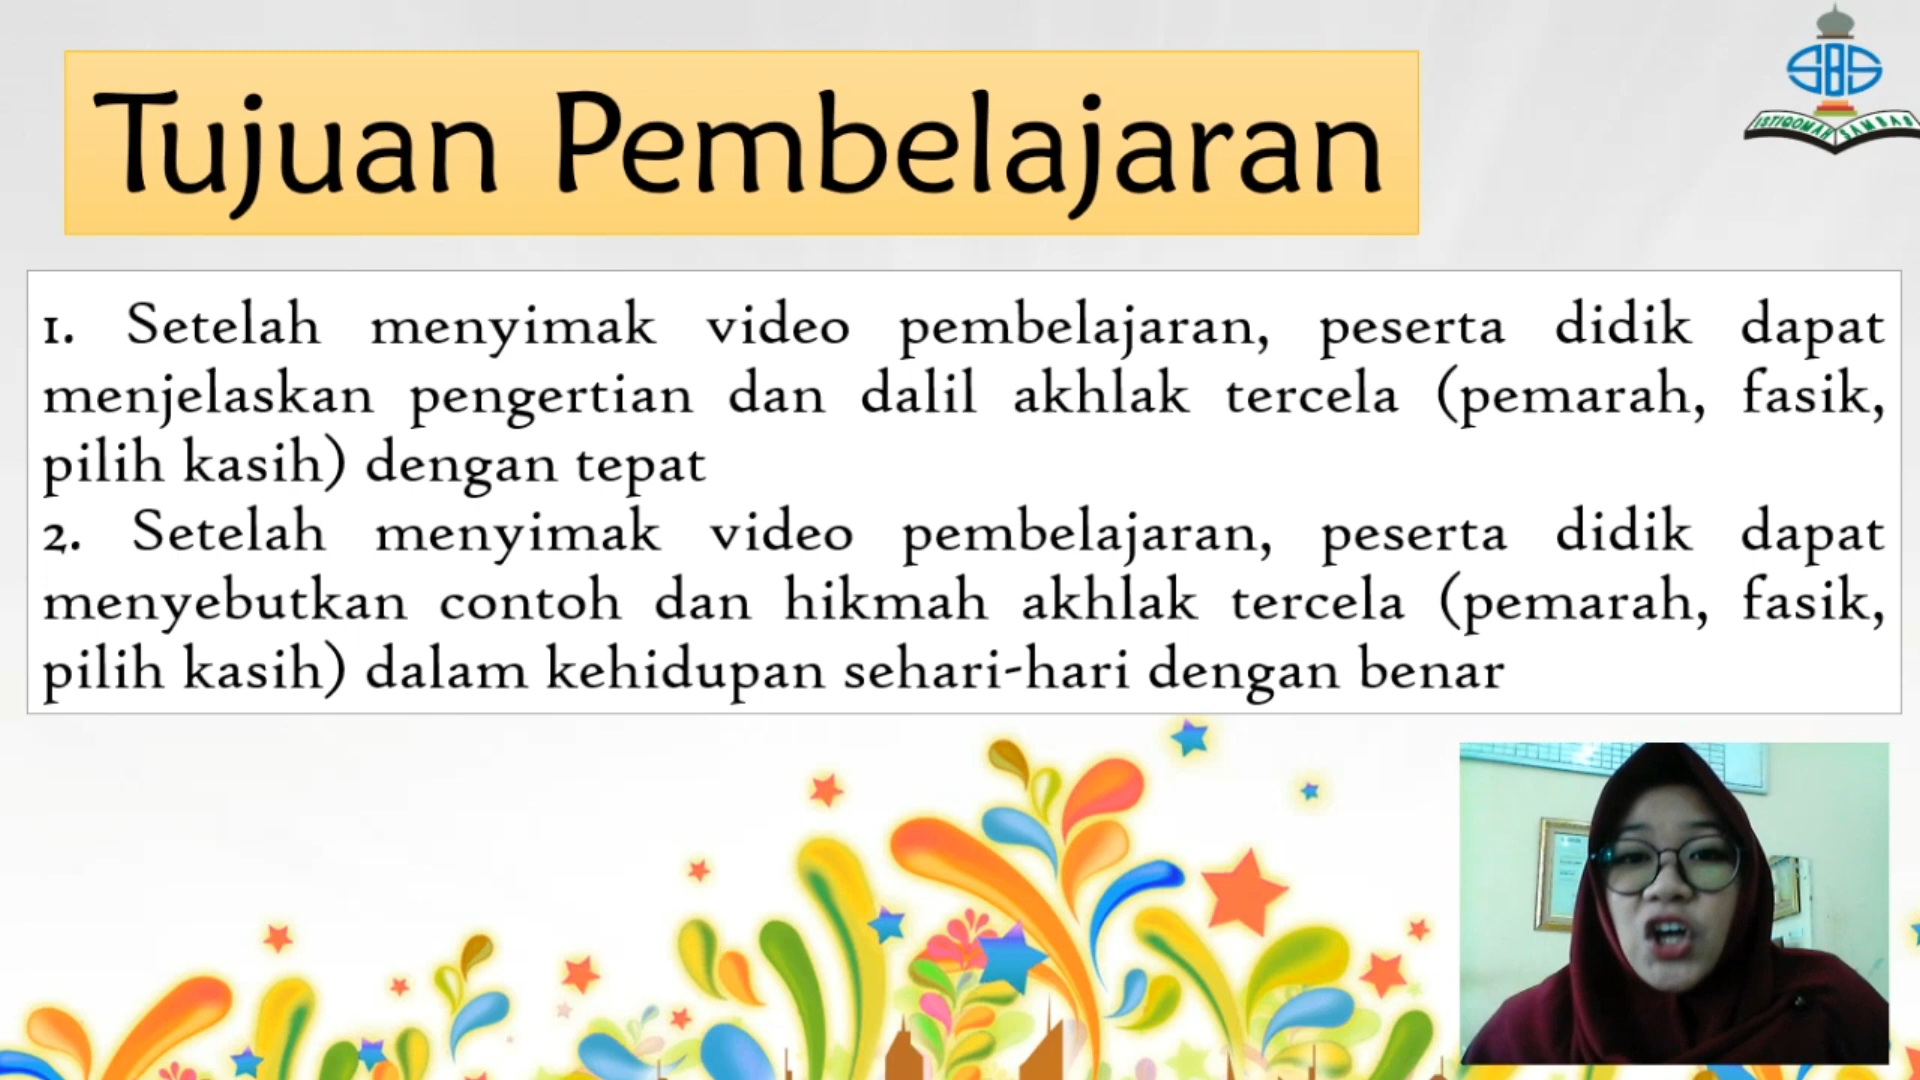 Tujuan Pembelajaran
SBS
ISTIQOMAH SAMBAS
1. Setelah menyimak video pembelajaran, peserta didik dapat
menjelaskan pengertian dan dalil akhlak tercela (pemarah, fasik,
pilih kasih) dengan tepat
2. Setelah menyimak video pembelajaran, peserta didik dapat
menyebutkan contoh dan hikmah akhlak tercela (pemarah, fasik,
pilih kasih) dalam kehidupan sehari-hari dengan benar